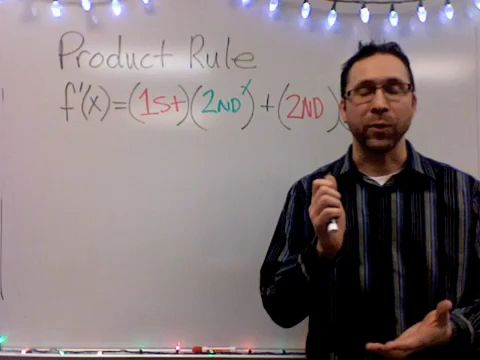 Product Rule
f'(x) = (1st)(2ND') + (2ND)(